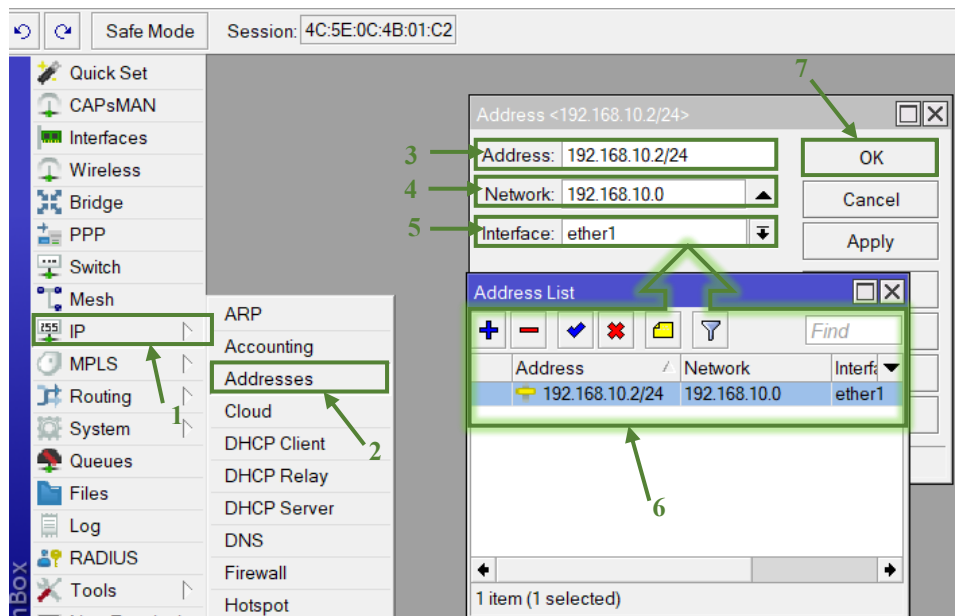 Safe Mode
Session: 4C:5E:0C:4B:01:C2
Quick Set
CAPsMAN
Interfaces
Wireless
Bridge
PPP
Switch
Mesh
255 IP
MPLS
Routing
System
Queues
Files
Log
RADIUS
Tools
1
ARP
Accounting
Addresses
Cloud
DHCP Client
DHCP Relay
DHCP Server
DNS
Firewall
Hotspot
2
7
Address <192.168.10.2/24>
3 Address: 192.168.10.2/24
4 Network: 192.168.10.0
5 Interface: ether1
OK
Cancel
Apply
Address List
Find
Address Network Interfa
192.168.10.2/24 192.168.10.0 ether1
6
1 item (1 selected)